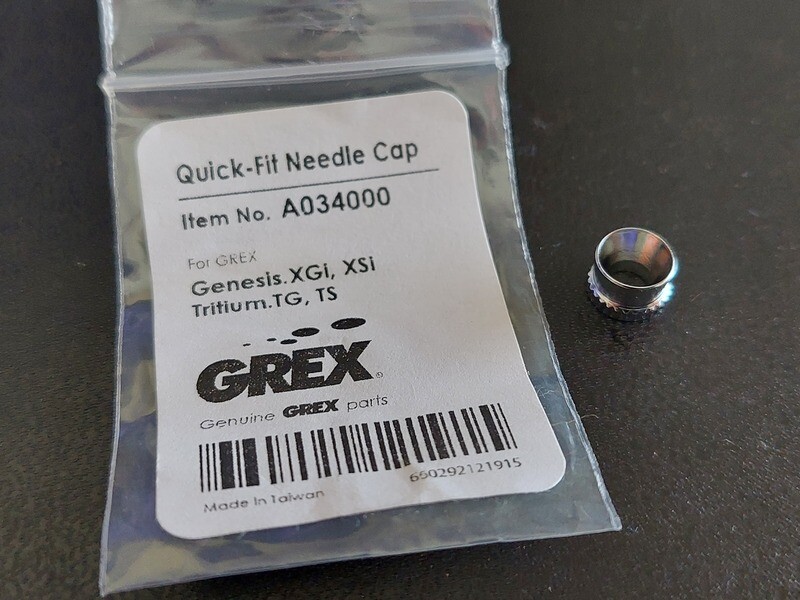 Quick-Fit Needle Cap
Item No. A034000
For GREX
Genesis.XGi, XSi
Tritium.TG, TS
GREX®
Genuine GREX parts
650292121915
Made in Taiwan